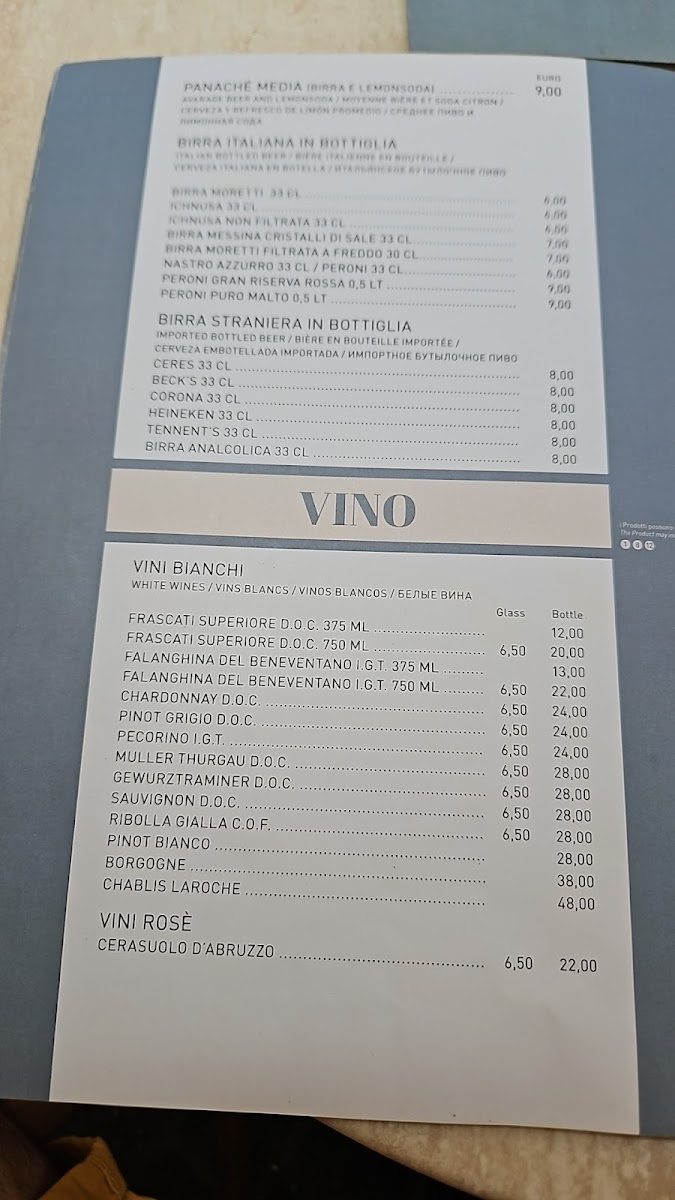 EURO
PANACHÉ MEDIA (BIRRA E LEMONSODA) ................ 9,00
AVARAGE BEER AND LEMONSODA / MOYENNE BIÈRE ET SODA CITRON /
CERVEZA Y REFRESCO DE LIMÓN PROMEDIO / СРЕДНЕЕ ПИВО И
ЛИМОННАЯ СОДА
BIRRA ITALIANA IN BOTTIGLIA
ITALIAN BOTTLED BEER / BIÈRE ITALIENNE EN BOUTEILLE /
CERVEZA ITALIANA EN BOTELLA / ИТАЛЬЯНСКОЕ БУТЫЛОЧНОЕ ПИВО
BIRRA MORETTI 33 CL ................ 6,00
ICHNUSA 33 CL ................ 6,00
ICHNUSA NON FILTRATA 33 CL ................ 6,00
BIRRA MESSINA CRISTALLI DI SALE 33 CL ................ 7,00
BIRRA MORETTI FILTRATA A FREDDO 30 CL ................ 7,00
NASTRO AZZURRO 33 CL / PERONI 33 CL ................ 6,00
PERONI GRAN RISERVA ROSSA 0,5 LT ................ 9,00
PERONI PURO MALTO 0,5 LT ................ 9,00
BIRRA STRANIERA IN BOTTIGLIA
IMPORTED BOTTLED BEER / BIÈRE EN BOUTEILLE IMPORTÉE /
CERVEZA EMBOTELLADA IMPORTADA / ИМПОРТНОЕ БУТЫЛОЧНОЕ ПИВО
CERES 33 CL ................ 8,00
BECK'S 33 CL ................ 8,00
CORONA 33 CL ................ 8,00
HEINEKEN 33 CL ................ 8,00
TENNENT'S 33 CL ................ 8,00
BIRRA ANALCOLICA 33 CL ................ 8,00
VINO
I Prodotti possono
The Product may
1 8 12
VINI BIANCHI
WHITE WINES / VINS BLANCS / VINOS BLANCOS / БЕЛЫЕ ВИНА
Glass Bottle
FRASCATI SUPERIORE D.O.C. 375 ML ................ 12,00
FRASCATI SUPERIORE D.O.C. 750 ML ................ 6,50 20,00
FALANGHINA DEL BENEVENTANO I.G.T. 375 ML ......... 13,00
FALANGHINA DEL BENEVENTANO I.G.T. 750 ML ......... 6,50 22,00
CHARDONNAY D.O.C. ................ 6,50 24,00
PINOT GRIGIO D.O.C. ................ 6,50 24,00
PECORINO I.G.T. ................ 6,50 24,00
MULLER THURGAU D.O.C. ................ 6,50 28,00
GEWURZTRAMINER D.O.C. ................ 6,50 28,00
SAUVIGNON D.O.C. ................ 6,50 28,00
RIBOLLA GIALLA C.O.F. ................ 6,50 28,00
PINOT BIANCO ................ 28,00
BORGOGNE ................ 38,00
CHABLIS LAROCHE ................ 48,00
VINI ROSÈ
CERASUOLO D'ABRUZZO ................ 6,50 22,00